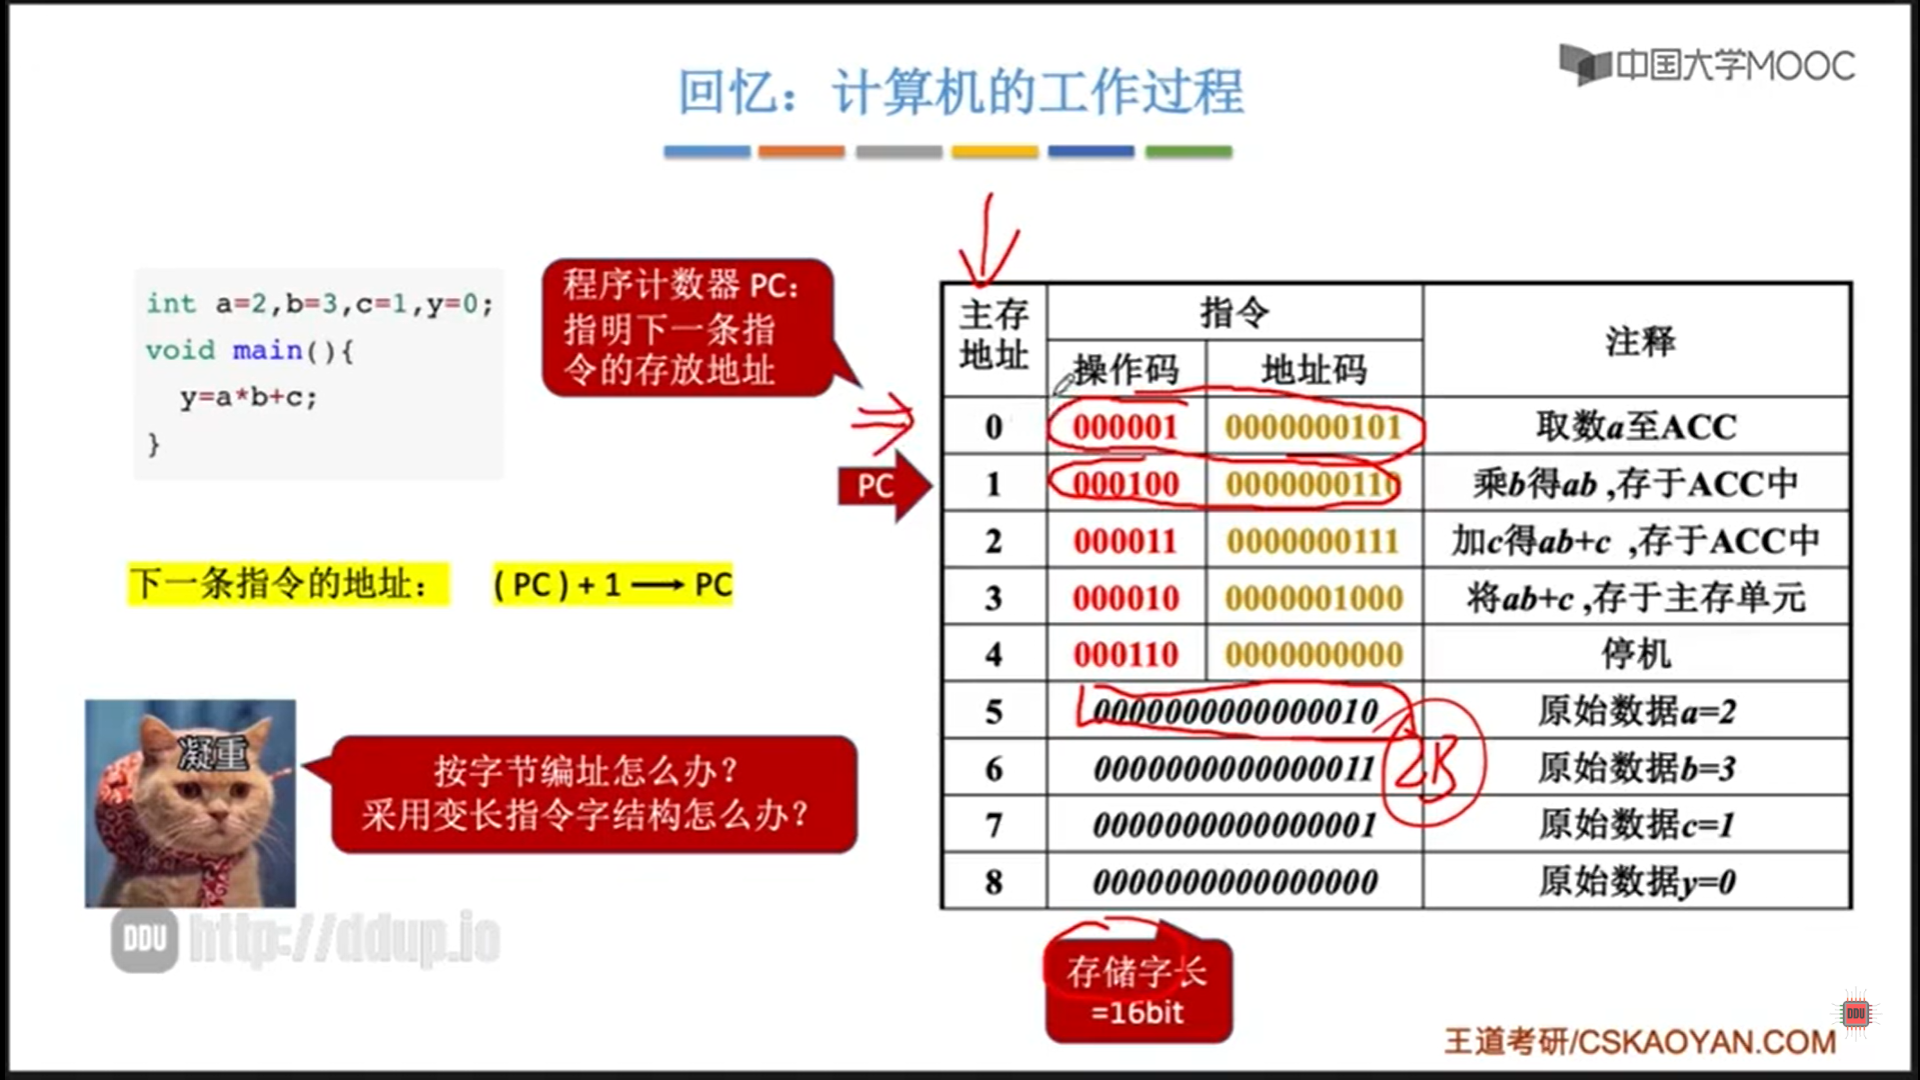 中国大学MOOC
回忆：计算机的工作过程
int a=2,b=3,c=1,y=0;
void main(){
y=a*b+c;
}
程序计数器 PC：
指明下一条指
令的存放地址
PC
下一条指令的地址： ( PC ) + 1 ⟶ PC
凝重
按字节编址怎么办？
采用变长指令字结构怎么办？
主存地址 指令 注释
操作码 地址码
0 000001 0000000101 取数a至ACC
1 000100 0000000110 乘b得ab ,存于ACC中
2 000011 0000000111 加c得ab+c ,存于ACC中
3 000010 0000001000 将ab+c ,存于主存单元
4 000110 0000000000 停机
5 0000000000000010 原始数据a=2
6 0000000000000011 原始数据b=3
7 0000000000000001 原始数据c=1
8 0000000000000000 原始数据y=0
2B
存储字长
=16bit
DDU http://ddup.io
DDU
王道考研/CSKAOYAN.COM